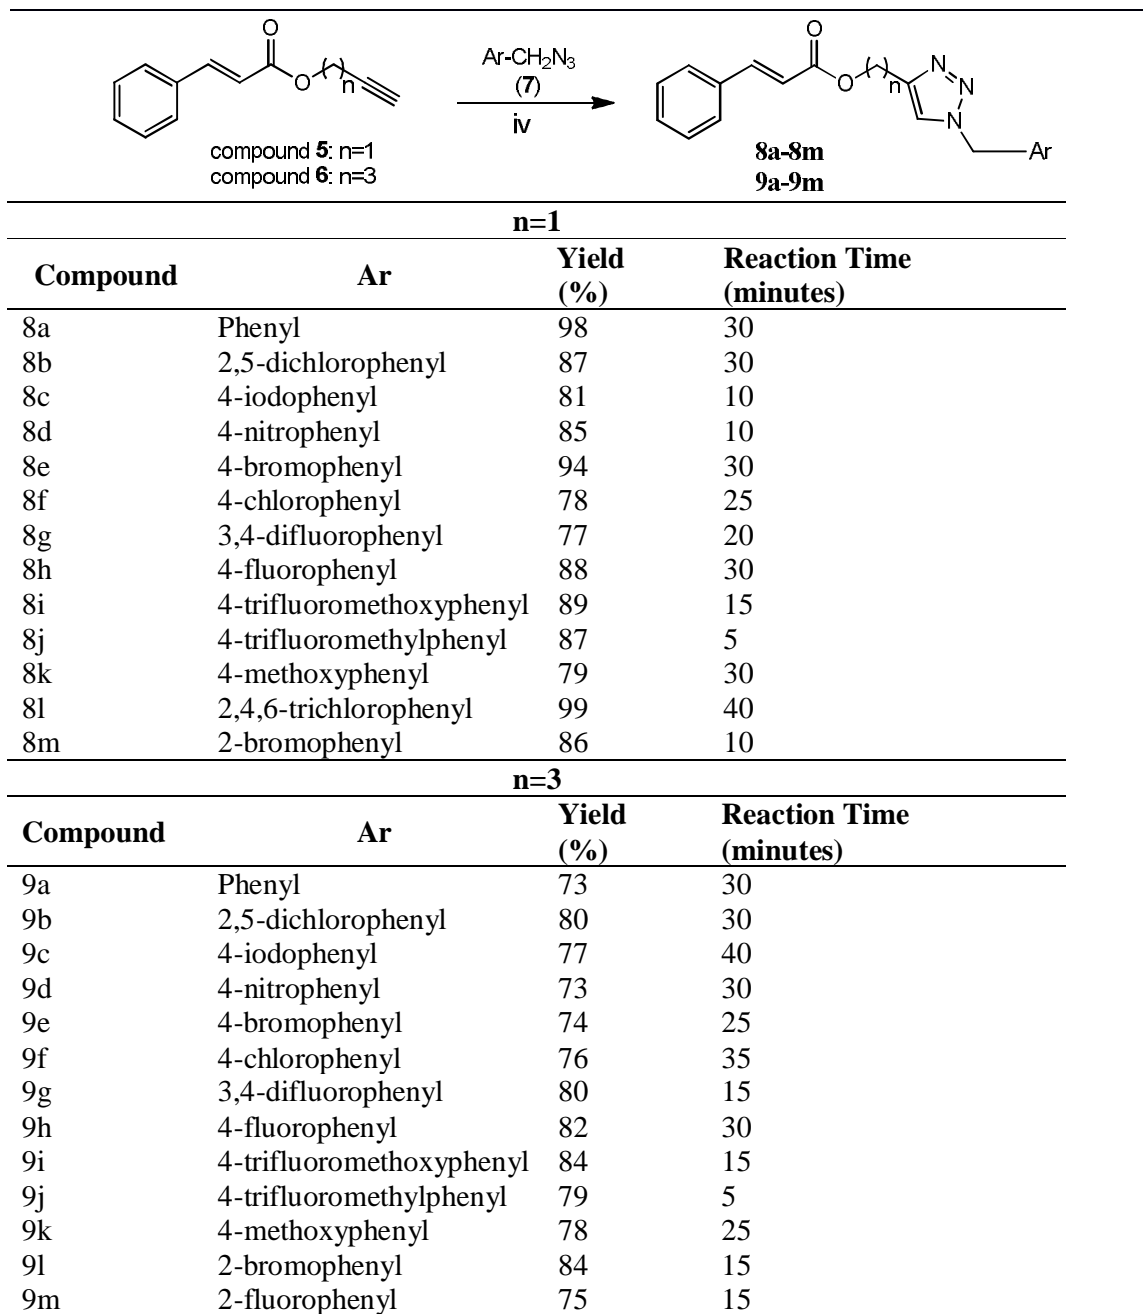 O
O
n
Ar-CH2N3
(7)
iv
O
O
n
N
N
N
Ar
compound 5: n=1
compound 6: n=3
8a-8m
9a-9m
n=1
Compound Ar Yield (%) Reaction Time (minutes)
8a Phenyl 98 30
8b 2,5-dichlorophenyl 87 30
8c 4-iodophenyl 81 10
8d 4-nitrophenyl 85 10
8e 4-bromophenyl 94 30
8f 4-chlorophenyl 78 25
8g 3,4-difluorophenyl 77 20
8h 4-fluorophenyl 88 30
8i 4-trifluoromethoxyphenyl 89 15
8j 4-trifluoromethylphenyl 87 5
8k 4-methoxyphenyl 79 30
8l 2,4,6-trichlorophenyl 99 40
8m 2-bromophenyl 86 10
n=3
Compound Ar Yield (%) Reaction Time (minutes)
9a Phenyl 73 30
9b 2,5-dichlorophenyl 80 30
9c 4-iodophenyl 77 40
9d 4-nitrophenyl 73 30
9e 4-bromophenyl 74 25
9f 4-chlorophenyl 76 35
9g 3,4-difluorophenyl 80 15
9h 4-fluorophenyl 82 30
9i 4-trifluoromethoxyphenyl 84 15
9j 4-trifluoromethylphenyl 79 5
9k 4-methoxyphenyl 78 25
9l 2-bromophenyl 84 15
9m 2-fluorophenyl 75 15